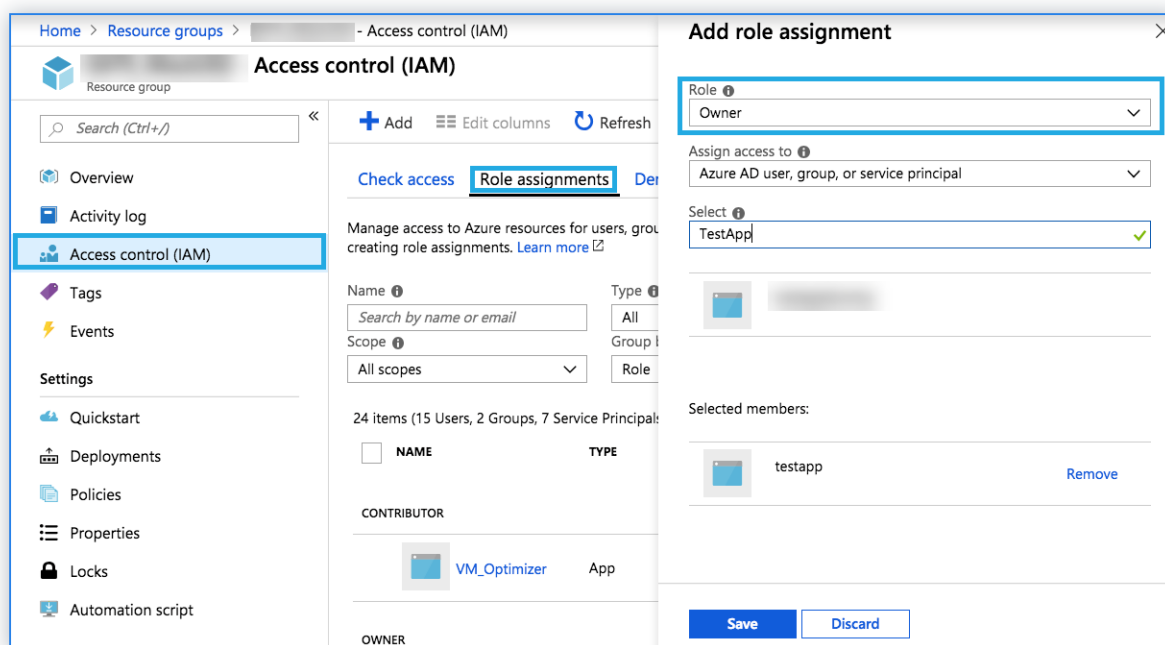 Home > Resource groups > - Access control (IAM)
Access control (IAM)
Resource group
Search (Ctrl+/)
«
Overview
Activity log
Access control (IAM)
Tags
Events
Settings
Quickstart
Deployments
Policies
Properties
Locks
Automation script
Add
Edit columns
Refresh
Check access
Role assignments
Manage access to Azure resources for users,
creating role assignments. Learn more
Name
Type
Search by name or email
All
Scope
Group
All scopes
Role
24 items (15 Users, 2 Groups, 7 Service Principals
NAME
TYPE
CONTRIBUTOR
VM_Optimizer
App
OWNER
Add role assignment
Role
Owner
Assign access to
Azure AD user, group, or service principal
Select
TestApp
Selected members:
testapp
Remove
Save
Discard